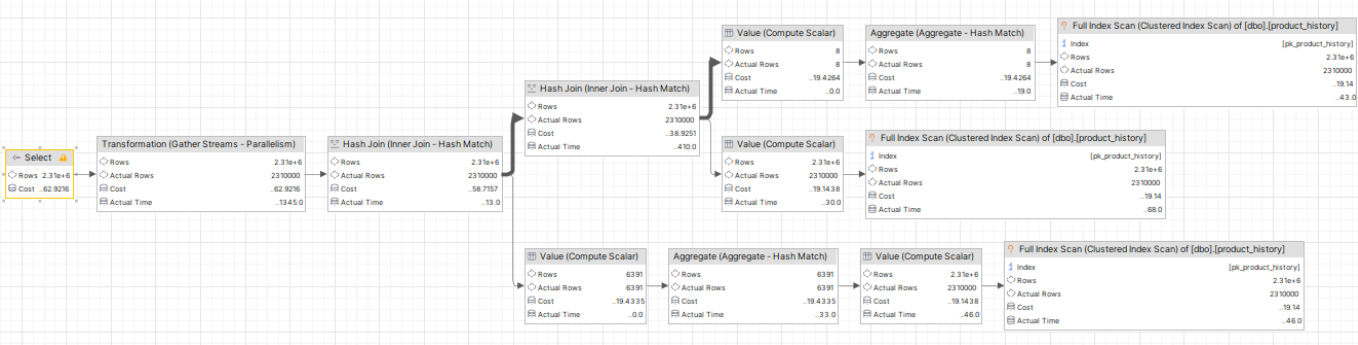 Select
Rows 2.31e+6
Cost ..62.9216
Transformation (Gather Streams - Parallelism)
Rows 2.31e+6
Actual Rows 2310000
Cost ..62.9216
Actual Time ..1345.0
Hash Join (Inner Join - Hash Match)
Rows 2.31e+6
Actual Rows 2310000
Cost ..58.7157
Actual Time ..13.0
Hash Join (Inner Join - Hash Match)
Rows 2.31e+6
Actual Rows 2310000
Cost ..38.9251
Actual Time ..410.0
Value (Compute Scalar)
Rows 8
Actual Rows 8
Cost ..19.4264
Actual Time ..0.0
Aggregate (Aggregate - Hash Match)
Rows 8
Actual Rows 8
Cost ..19.4264
Actual Time ..19.0
Full Index Scan (Clustered Index Scan) of [dbo].[product_history]
Index [pk_product_history]
Rows 2.31e+6
Actual Rows 2310000
Cost ..19.14
Actual Time ..43.0
Value (Compute Scalar)
Rows 2.31e+6
Actual Rows 2310000
Cost ..19.1438
Actual Time ..30.0
Full Index Scan (Clustered Index Scan) of [dbo].[product_history]
Index [pk_product_history]
Rows 2.31e+6
Actual Rows 2310000
Cost ..19.14
Actual Time ..68.0
Value (Compute Scalar)
Rows 6391
Actual Rows 6391
Cost ..19.4335
Actual Time ..0.0
Aggregate (Aggregate - Hash Match)
Rows 6391
Actual Rows 6391
Cost ..19.4335
Actual Time ..33.0
Value (Compute Scalar)
Rows 2.31e+6
Actual Rows 2310000
Cost ..19.1438
Actual Time ..46.0
Full Index Scan (Clustered Index Scan) of [dbo].[product_history]
Index [pk_product_history]
Rows 2.31e+6
Actual Rows 2310000
Cost ..19.14
Actual Time ..46.0